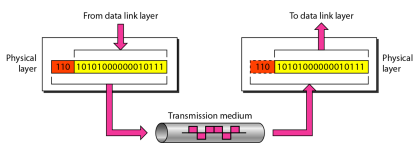 From data link layer
To data link layer
Physical layer
110 10101000000010111
110 10101000000010111
Physical layer
Transmission medium